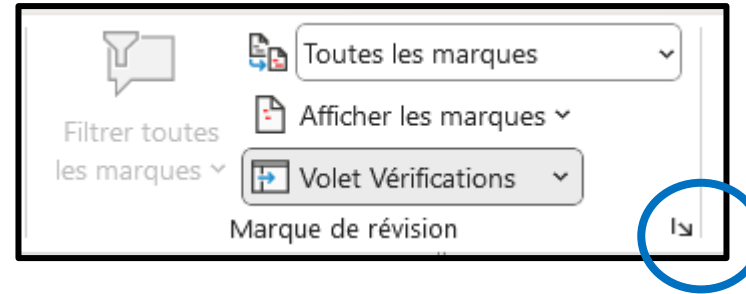 Toutes les marques
Afficher les marques
Filtrer toutes
les marques
Volet Vérifications
Marque de révision